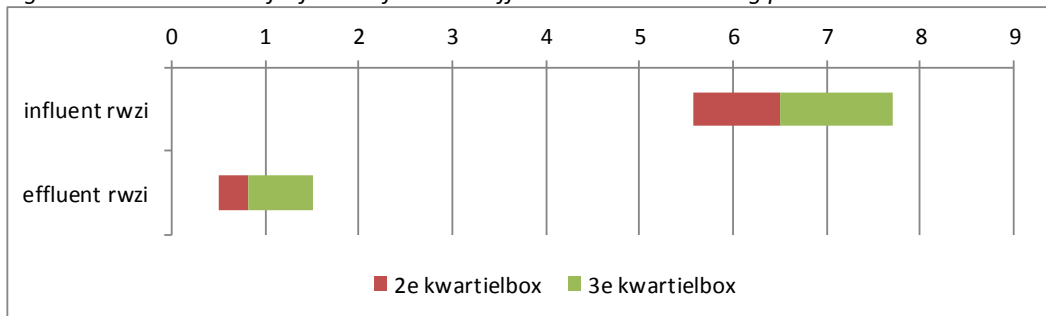 0 1 2 3 4 5 6 7 8 9
influent rwzi
effluent rwzi
2e kwartielbox 3e kwartielbox